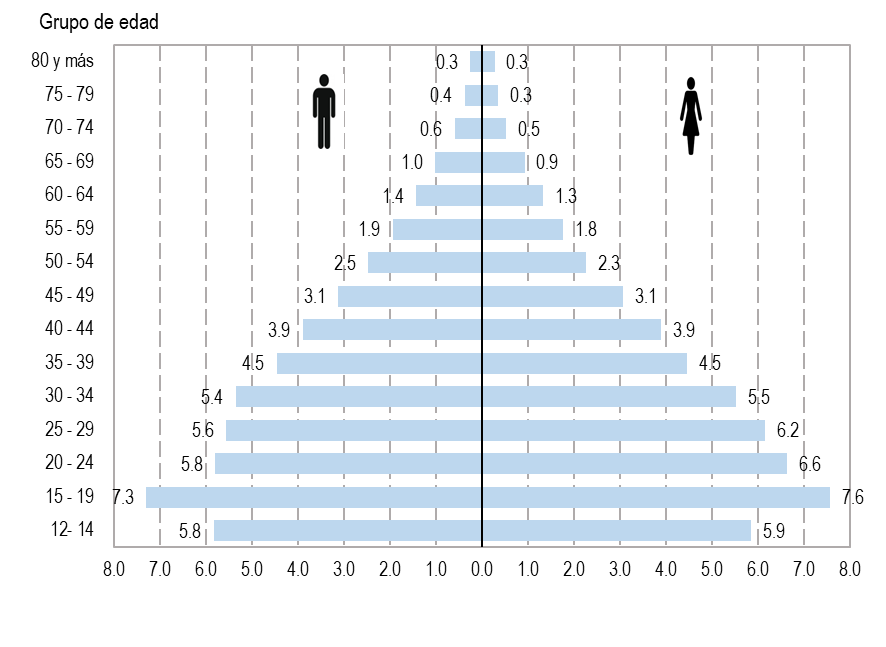 Grupo de edad
80 y más 0.3 0.3
75 - 79 0.4 0.3
70 - 74 0.6 0.5
65 - 69 1.0 0.9
60 - 64 1.4 1.3
55 - 59 1.9 1.8
50 - 54 2.5 2.3
45 - 49 3.1 3.1
40 - 44 3.9 3.9
35 - 39 4.5 4.5
30 - 34 5.4 5.5
25 - 29 5.6 6.2
20 - 24 5.8 6.6
15 - 19 7.3 7.6
12- 14 5.8 5.9
8.0 7.0 6.0 5.0 4.0 3.0 2.0 1.0 0.0 1.0 2.0 3.0 4.0 5.0 6.0 7.0 8.0